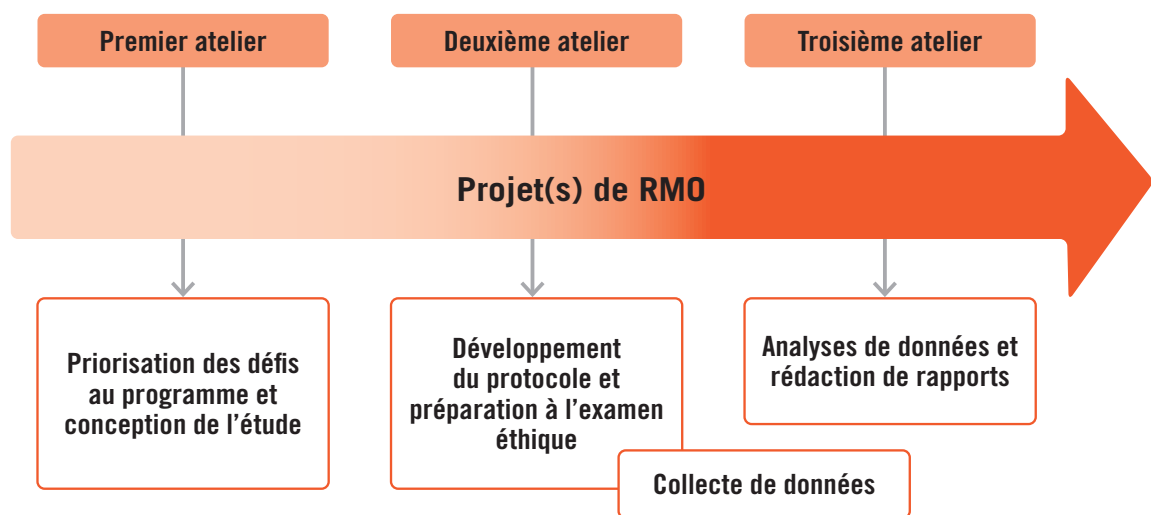 Premier atelier
Deuxième atelier
Troisième atelier
Projet(s) de RMO
Priorisation des défis
au programme et
conception de l'étude
Développement
du protocole et
préparation à l'examen
éthique
Analyses de données et
rédaction de rapports
Collecte de données